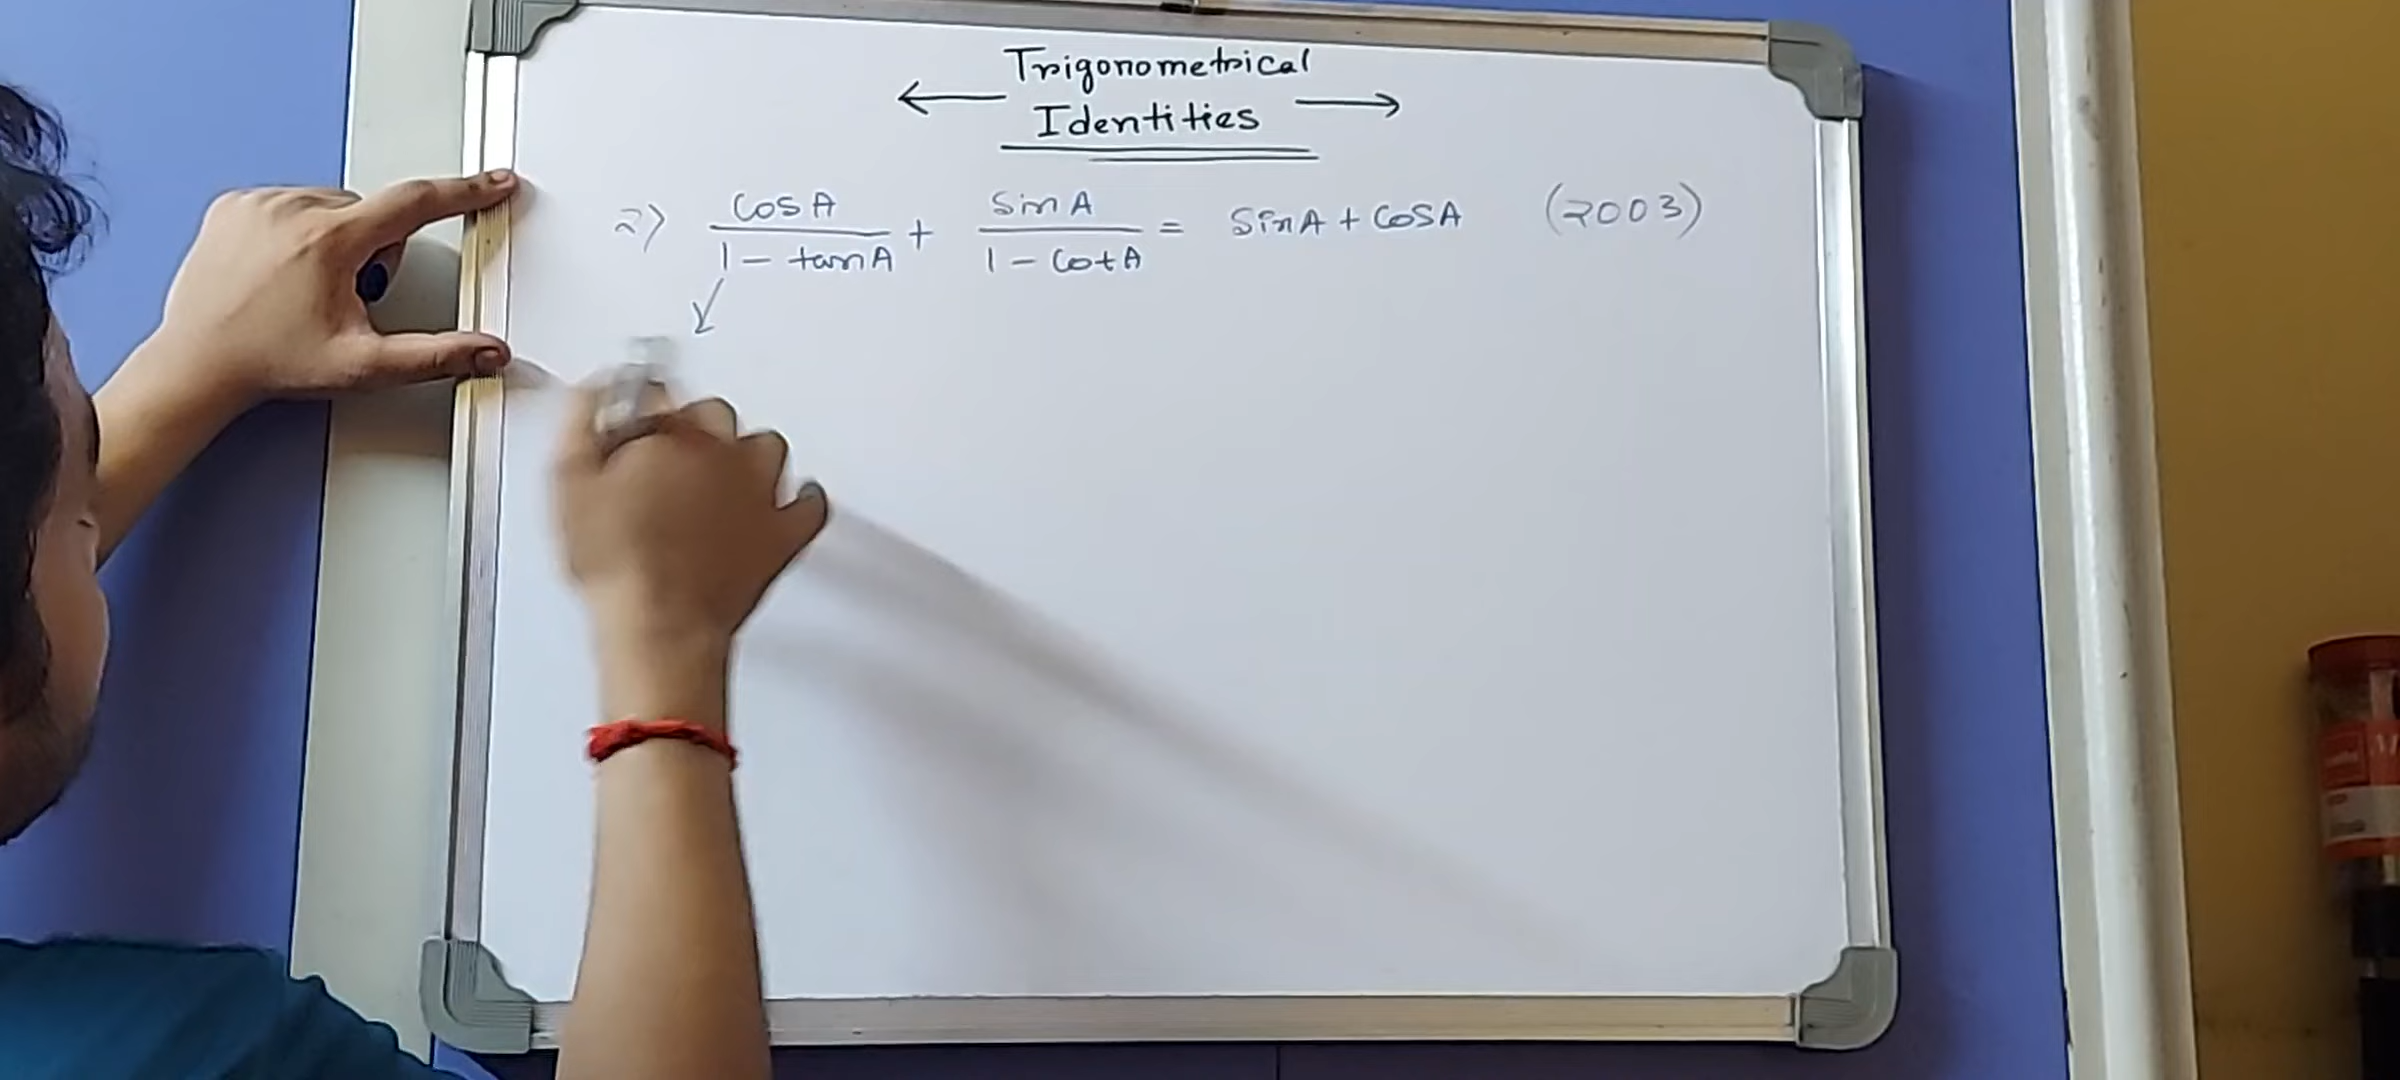 Trigonometrical
← Identities →
2) cosA/(1 - tanA) + sinA/(1 - cotA) = sinA + cosA (2003)